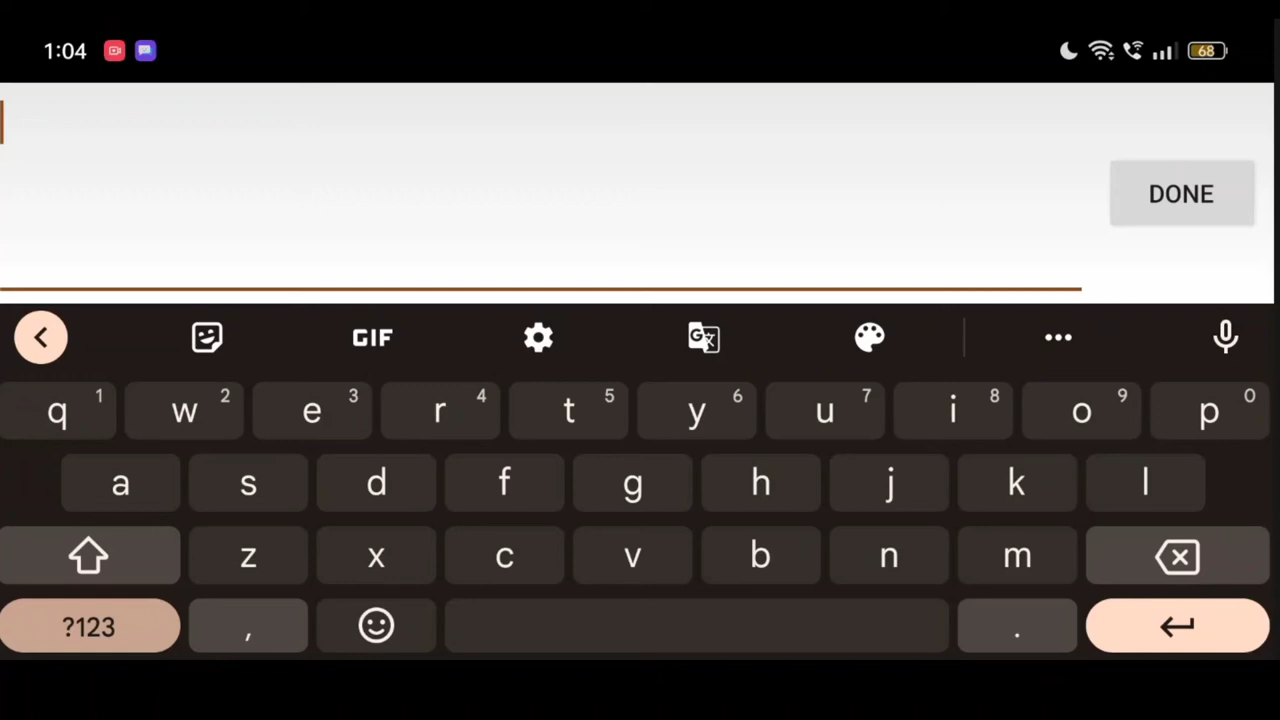 1:04 68
DONE
GIF G
q 1 w 2 e 3 r 4 t 5 y 6 u 7 i 8 o 9 p 0
a s d f g h j k l
z x c v b n m
?123 , .